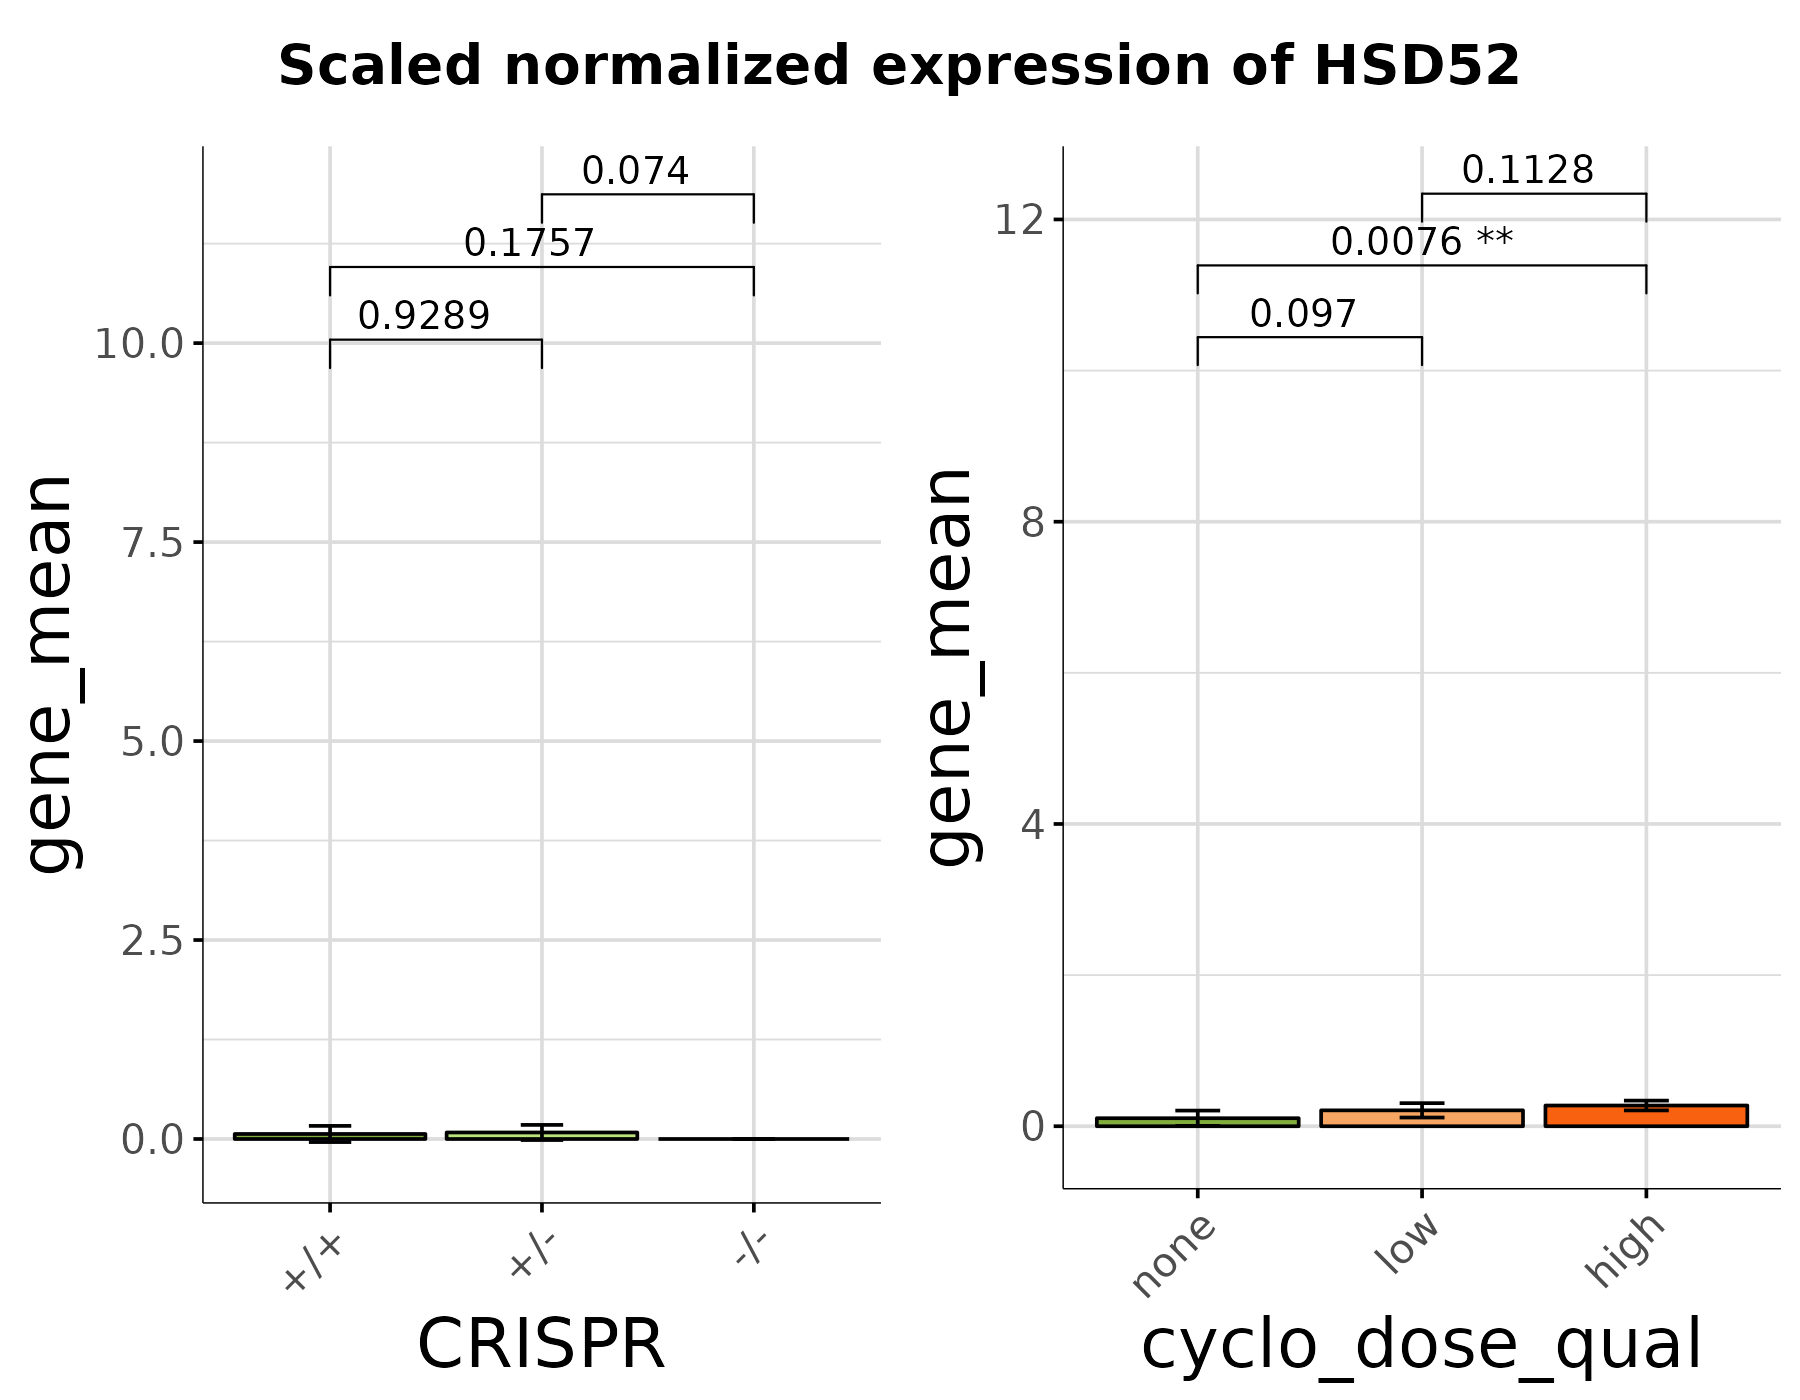 Scaled normalized expression of HSD52
gene_mean
10.0
7.5
5.0
2.5
0.0
0.074
0.1757
0.9289
+/+
+/-
-/-
CRISPR
gene_mean
12
8
4
0
0.1128
0.0076 **
0.097
none
low
high
cyclo_dose_qual